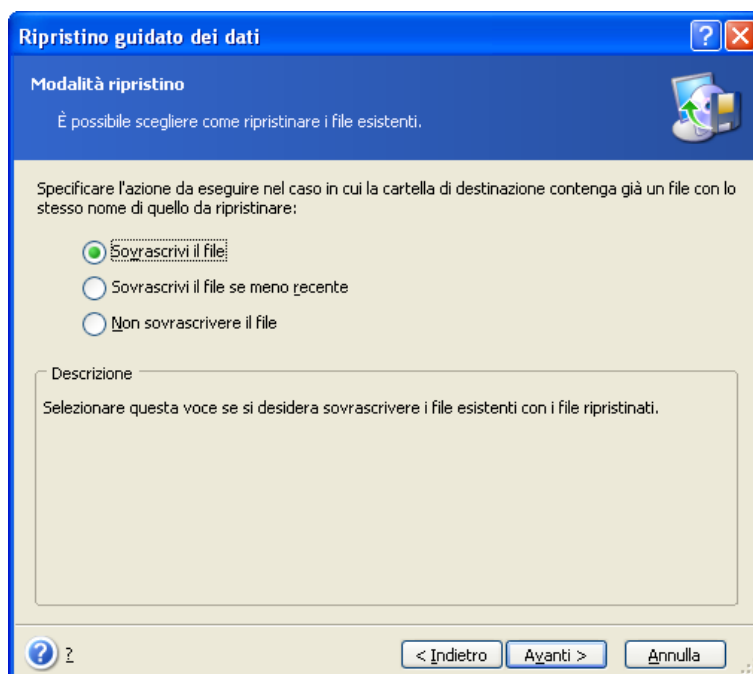 Ripristino guidato dei dati
Modalità ripristino
È possibile scegliere come ripristinare i file esistenti.
Specificare l'azione da eseguire nel caso in cui la cartella di destinazione contenga già un file con lo
stesso nome di quello da ripristinare:
Sovrascrivi il file
Sovrascrivi il file se meno recente
Non sovrascrivere il file
Descrizione
Selezionare questa voce se si desidera sovrascrivere i file esistenti con i file ripristinati.
? ?
< Indietro Avanti > Annulla